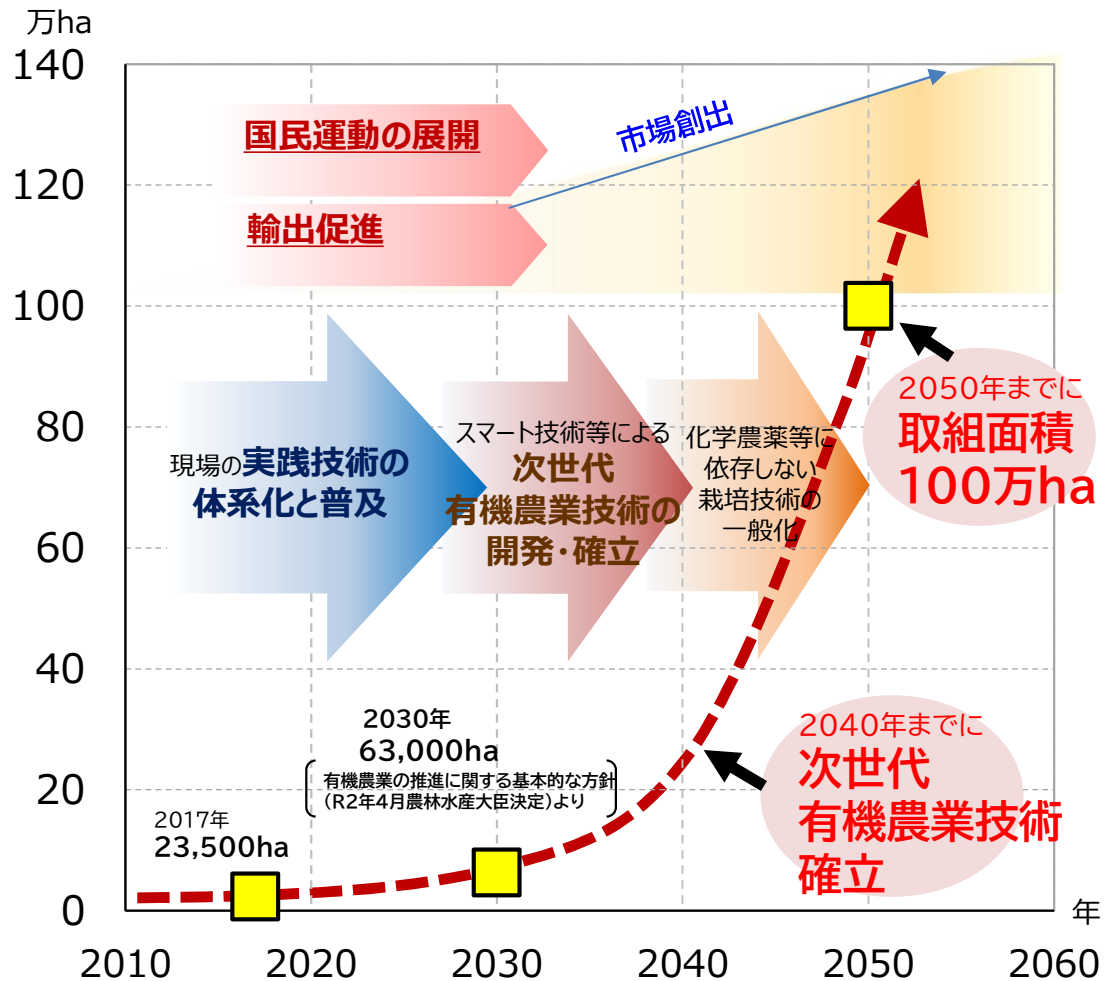 万ha
140
120
100
80
60
40
20
0
国民運動の展開
輸出促進
市場創出
現場の実践技術の
体系化と普及
スマート技術等による
次世代
有機農業技術の
開発・確立
化学農薬等に
依存しない
栽培技術の
一般化
2050年までに
取組面積
100万ha
2030年
63,000ha
有機農業の推進に関する基本的な方針
(R2年4月農林水産大臣決定)より
2017年
23,500ha
2040年までに
次世代
有機農業技術
確立
年
2010
2020
2030
2040
2050
2060